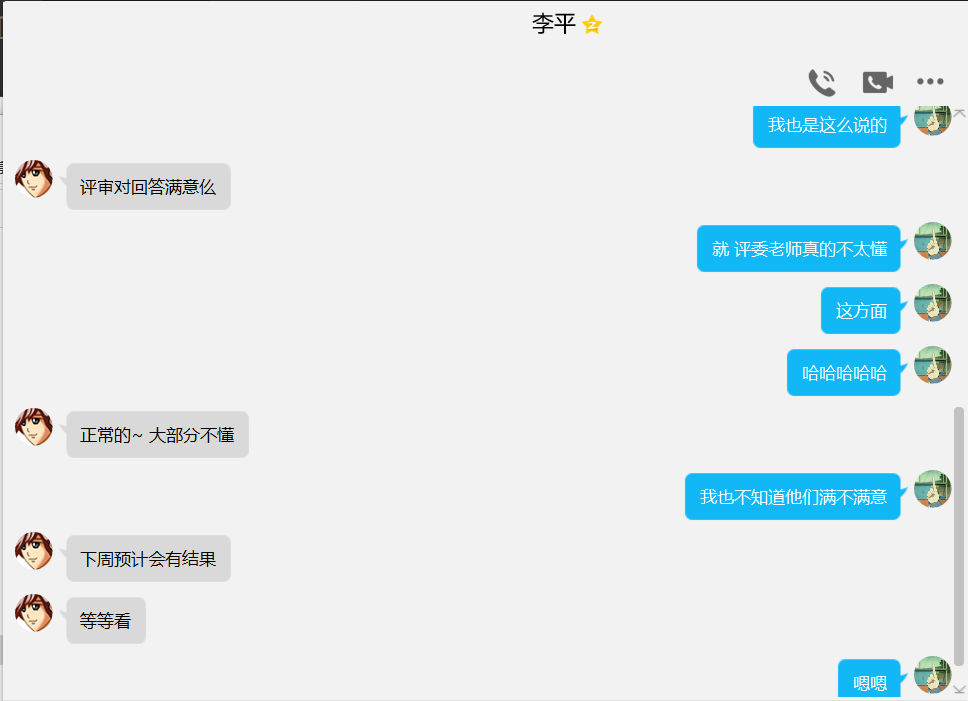 李平
我也是这么说的
评审对回答满意么
就 评委老师真的不太懂
这方面
哈哈哈哈哈
正常的~ 大部分不懂
我也不知道他们满不满意
下周预计会有结果
等等看
嗯嗯